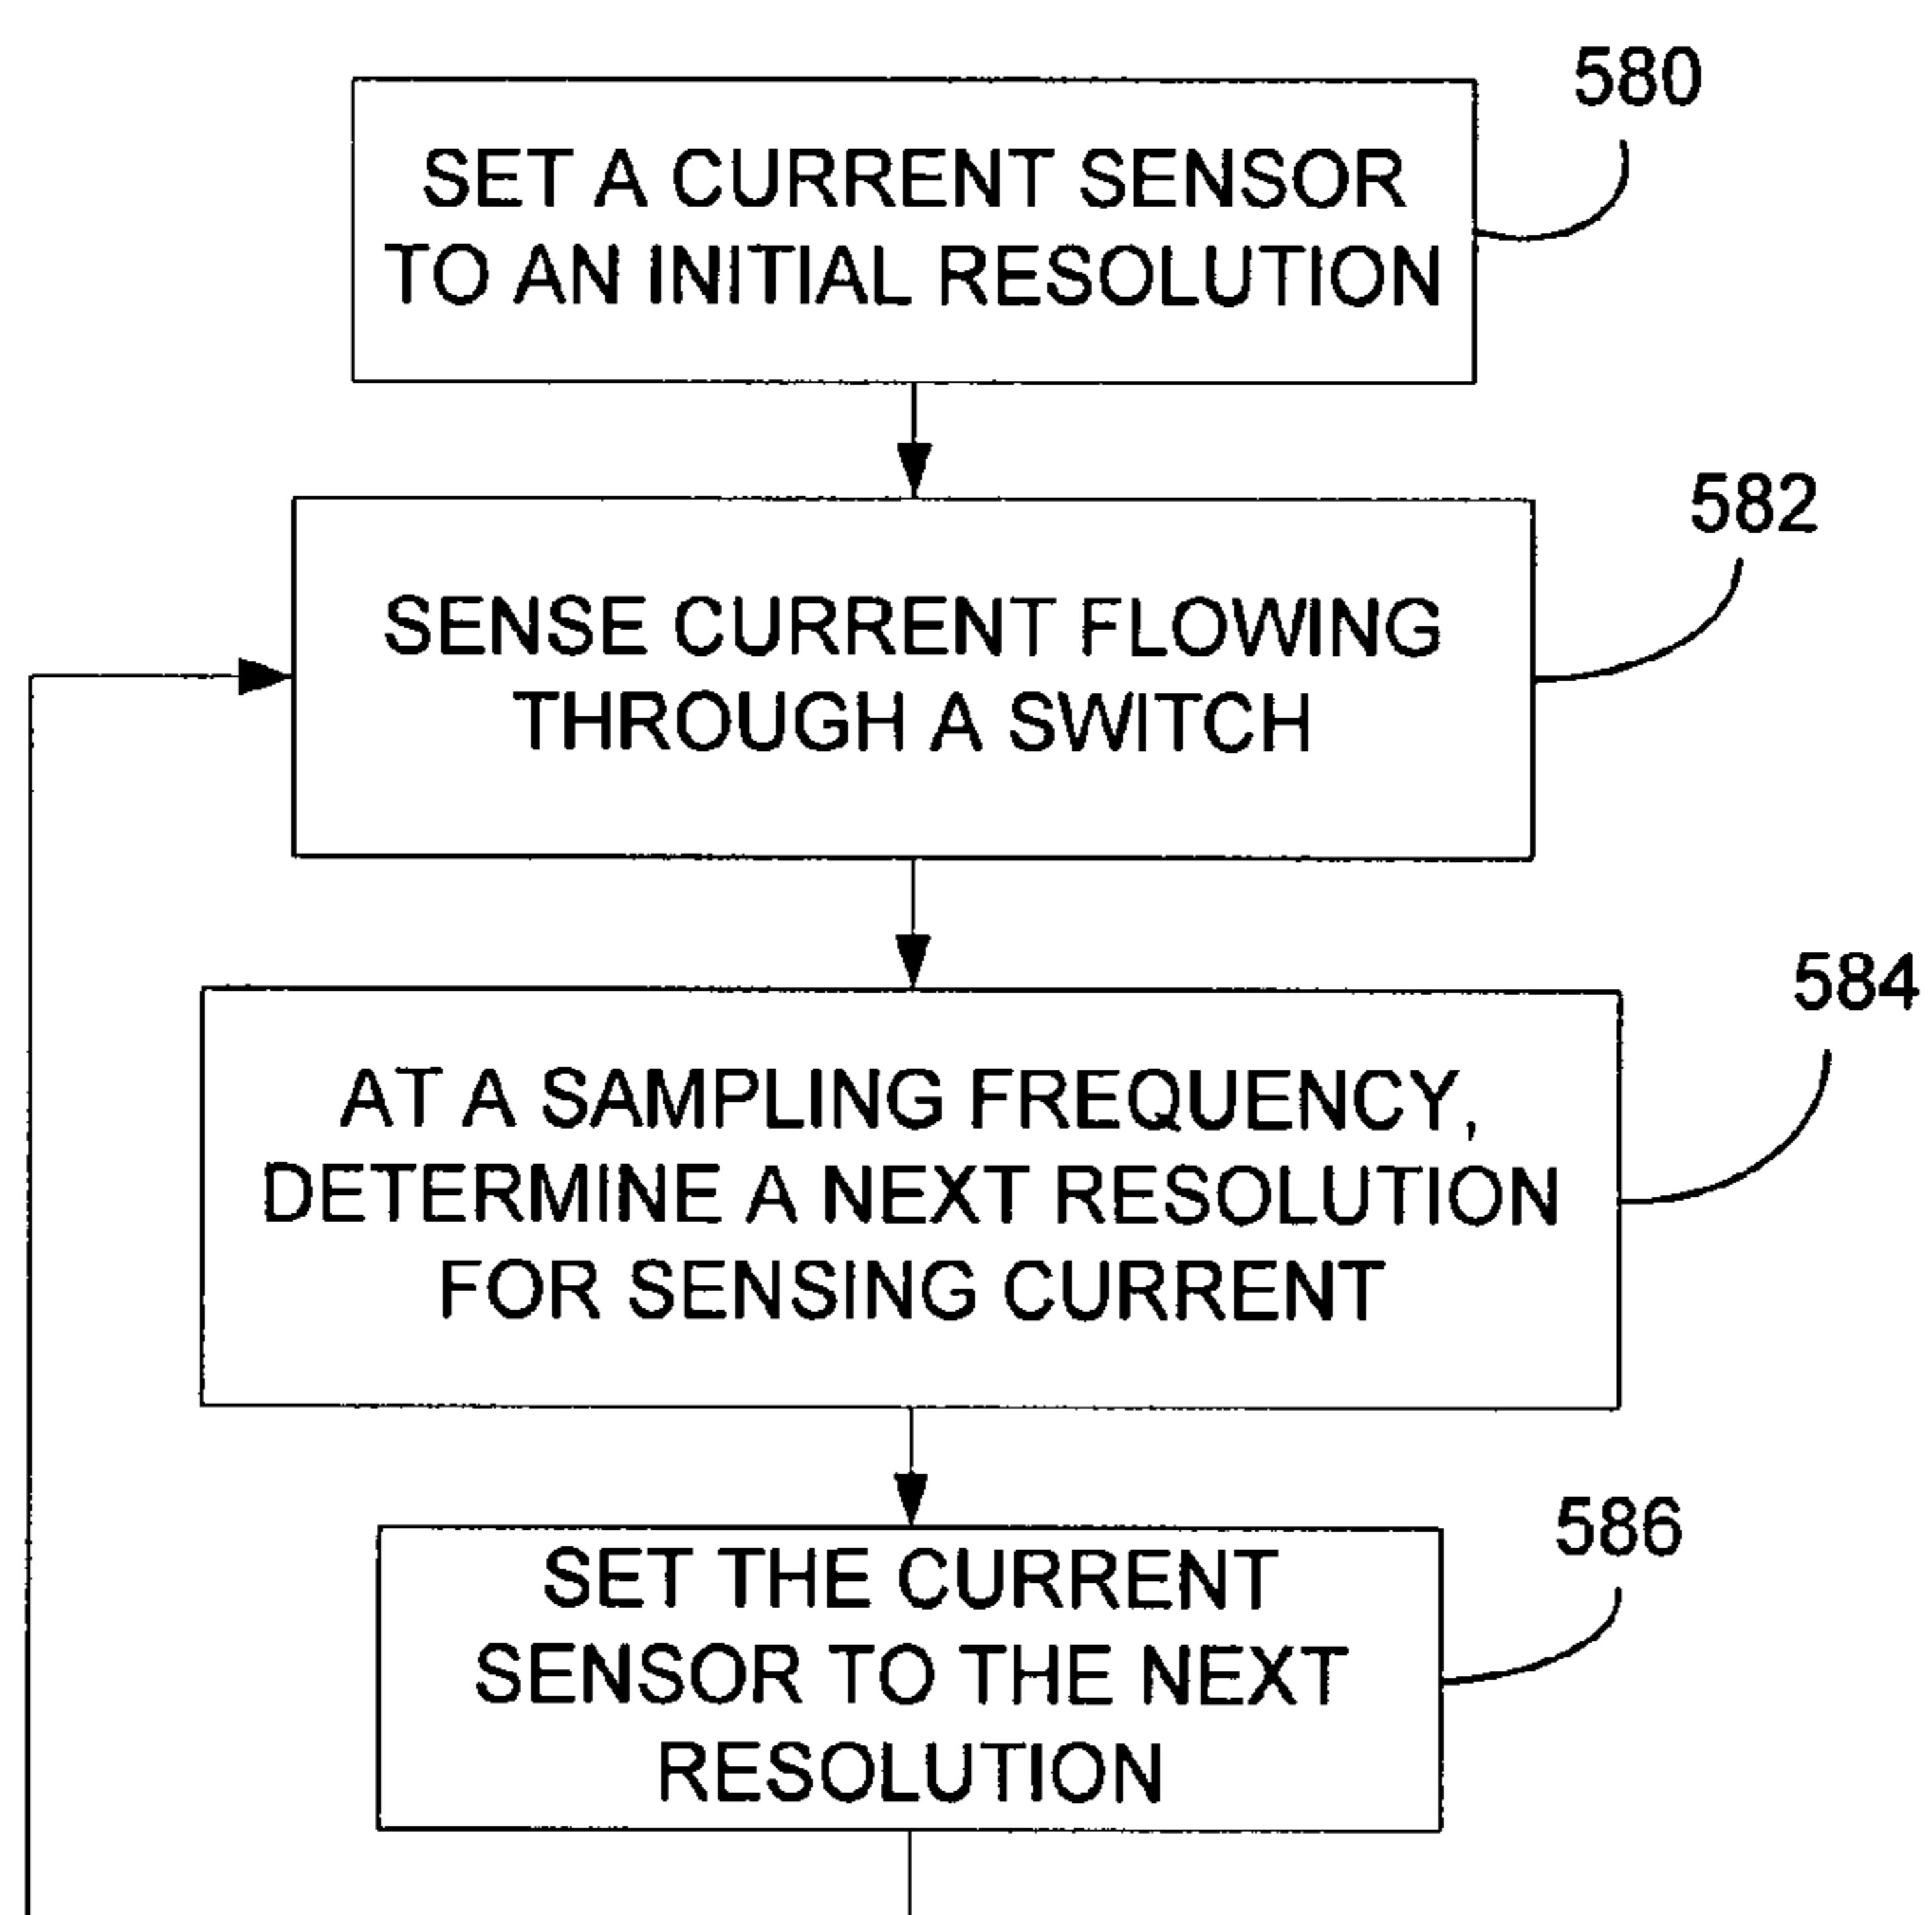 580
SET A CURRENT SENSOR
TO AN INITIAL RESOLUTION
582
SENSE CURRENT FLOWING
THROUGH A SWITCH
584
AT A SAMPLING FREQUENCY,
DETERMINE A NEXT RESOLUTION
FOR SENSING CURRENT
586
SET THE CURRENT
SENSOR TO THE NEXT
RESOLUTION